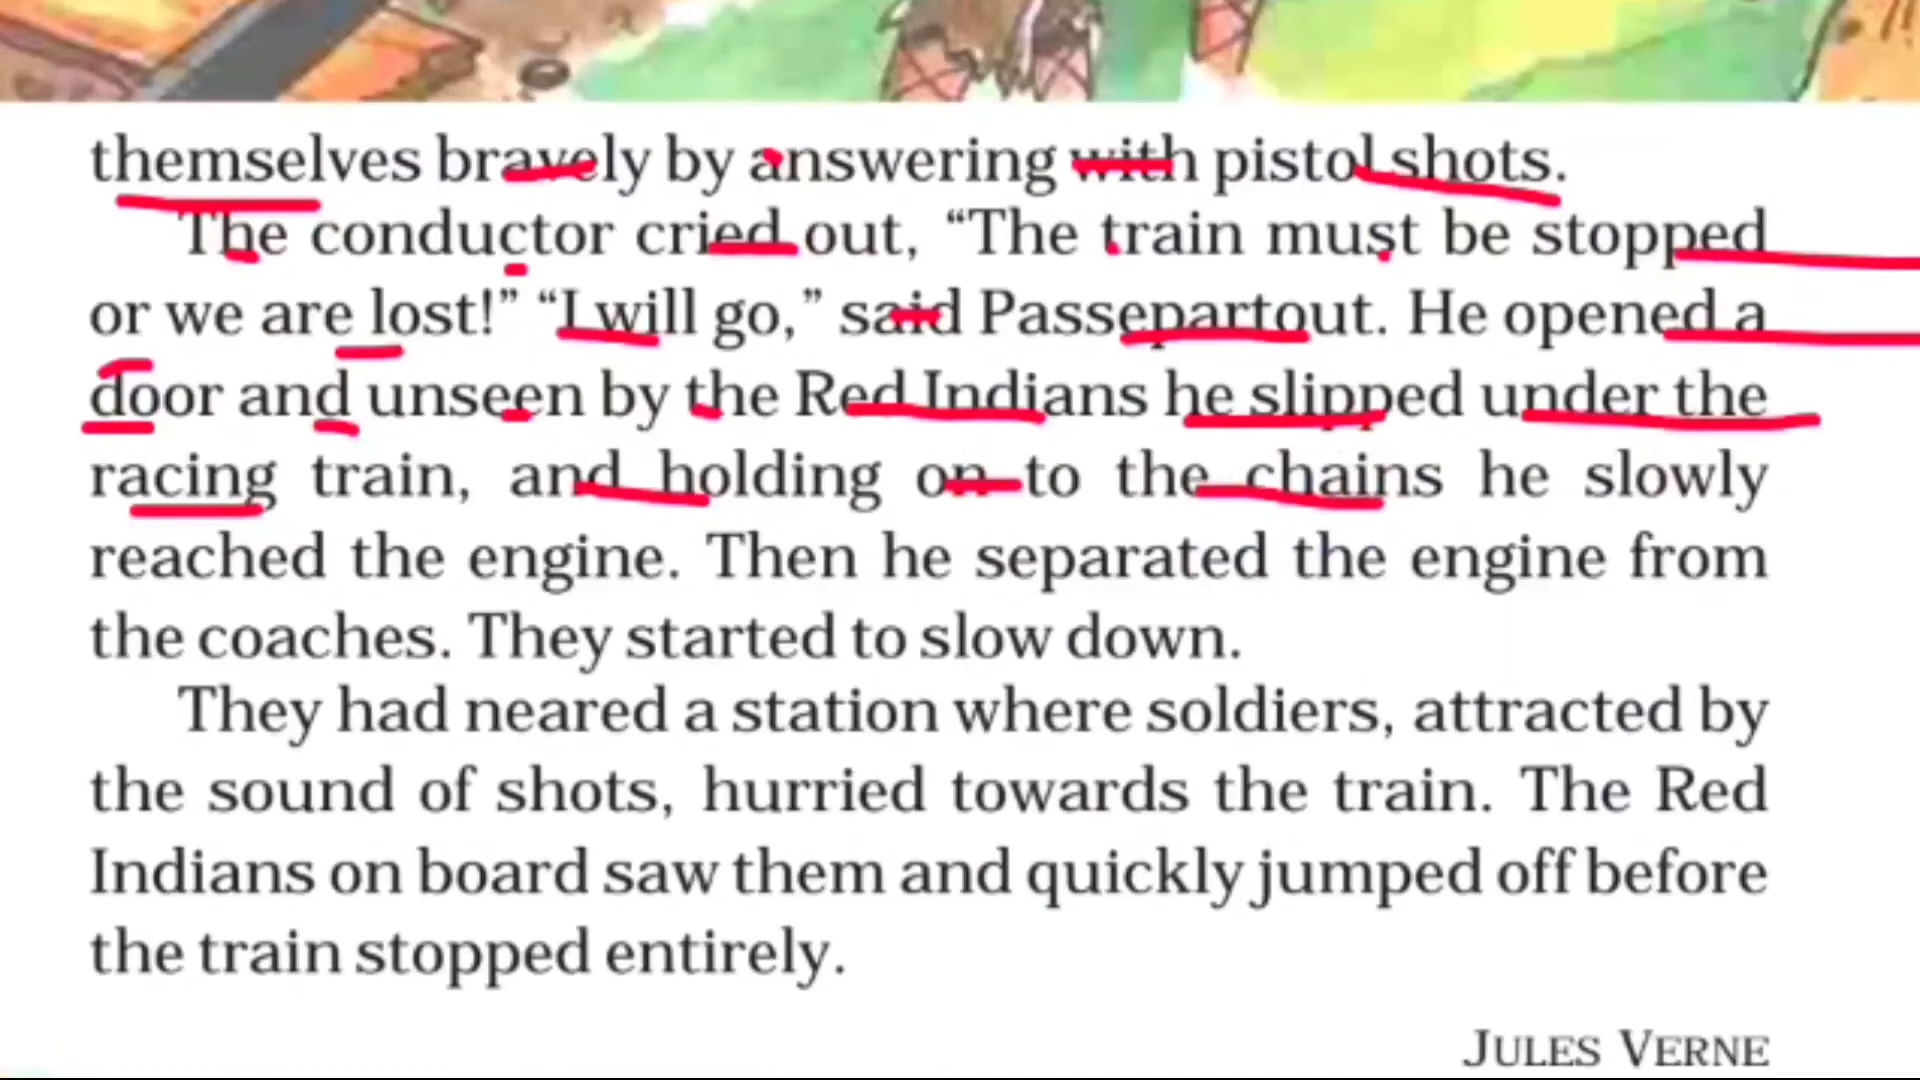 themselves bravely by answering with pistol shots.
The conductor cried out, “The train must be stopped
or we are lost!” “I will go,” said Passepartout. He opened a
door and unseen by the Red Indians he slipped under the
racing train, and holding on to the chains he slowly
reached the engine. Then he separated the engine from
the coaches. They started to slow down.
They had neared a station where soldiers, attracted by
the sound of shots, hurried towards the train. The Red
Indians on board saw them and quickly jumped off before
the train stopped entirely.
JULES VERNE